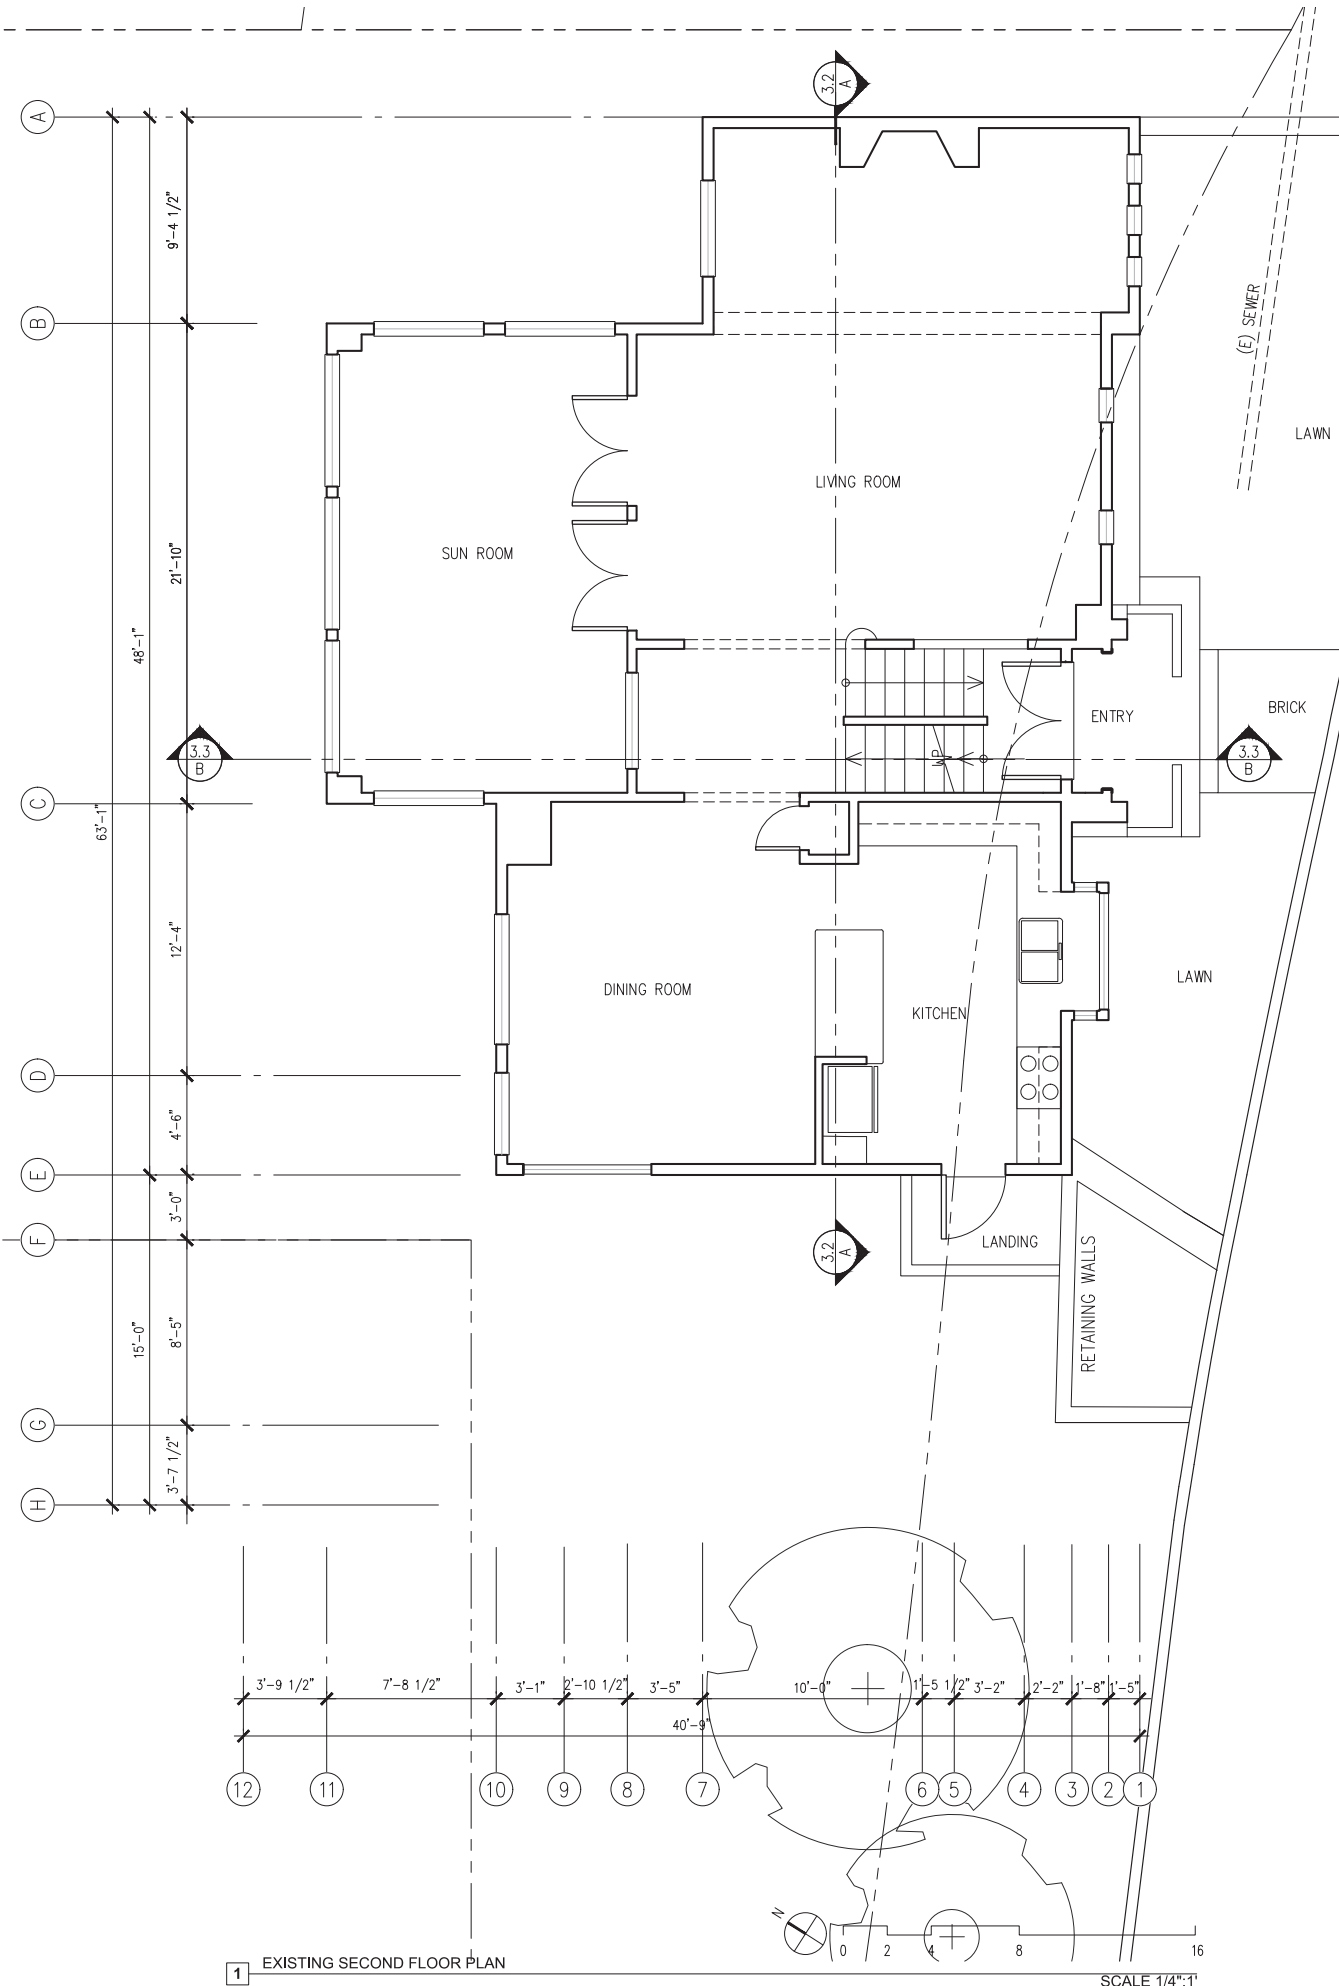 3.2
A
A
9'-4 1/2"
B
(E) SEWER
LAWN
LIVING ROOM
SUN ROOM
21'-10"
48'-1"
ENTRY
BRICK
UP
3.3
B
3.3
B
C
63'-1"
12'-4"
LAWN
DINING ROOM
KITCHEN
D
4'-6"
E
3'-0"
F
3.2
A
LANDING
RETAINING WALLS
8'-5"
15'-0"
G
3'-7 1/2"
H
3'-9 1/2"
7'-8 1/2"
3'-1"
2'-10 1/2"
3'-5"
10'-0"
1'-5 1/2"
3'-2"
2'-2"
1'-8"
1'-5"
40'-9"
12
11
10
9
8
7
6
5
4
3
2
1
N
0
2
4
8
16
1
EXISTING SECOND FLOOR PLAN
SCALE 1/4":1'